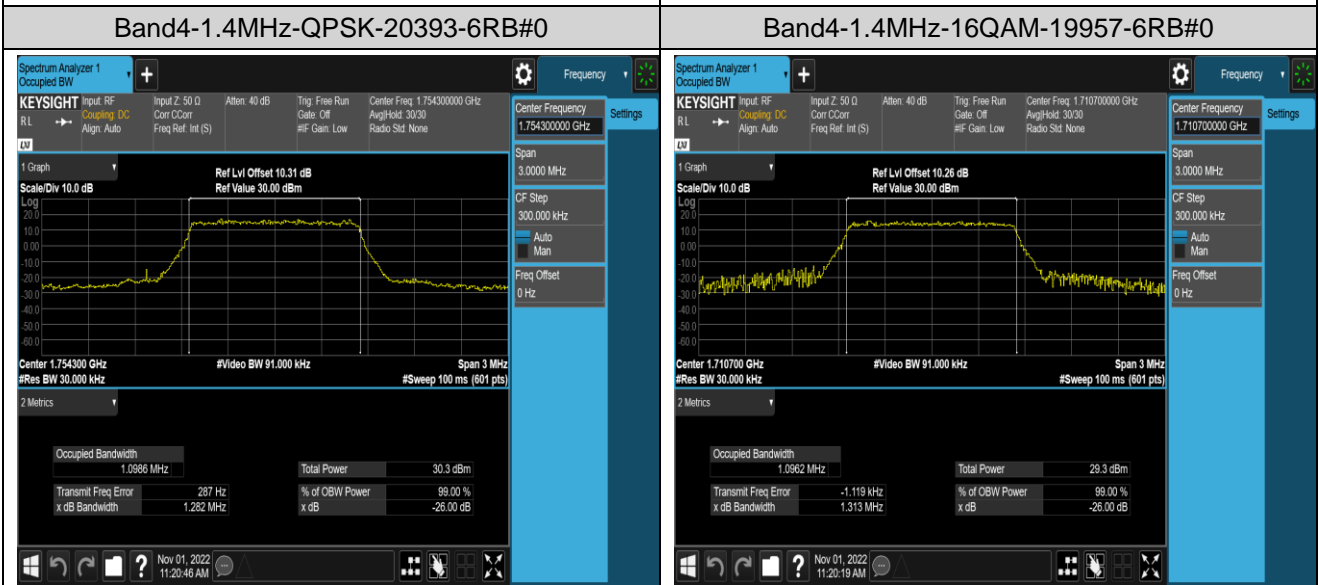 Band4-1.4MHz-QPSK-20393-6RB#0
Spectrum Analyzer 1
Occupied BW
+
Frequency
KEYSIGHT
RL
LXI
Input: RF
Coupling: DC
Align: Auto
Input Z: 50 Ω
Corr CCorr
Freq Ref: Int (S)
Atten: 40 dB
Trig: Free Run
Gate: Off
#IF Gain: Low
Center Freq: 1.754300000 GHz
Avg|Hold: 30/30
Radio Std: None
Center Frequency
1.754300000 GHz
Settings
Span
3.0000 MHz
CF Step
300.000 kHz
Auto
Man
Freq Offset
0 Hz
1 Graph
Scale/Div 10.0 dB
Ref Lvl Offset 10.31 dB
Ref Value 30.00 dBm
Log
20.0
10.0
0.00
-10.0
-20.0
-30.0
-40.0
-50.0
-60.0
Center 1.754300 GHz
#Res BW 30.000 kHz
#Video BW 91.000 kHz
Span 3 MHz
#Sweep 100 ms (601 pts)
2 Metrics
Occupied Bandwidth
1.0986 MHz
Total Power 30.3 dBm
Transmit Freq Error 287 Hz
% of OBW Power 99.00 %
x dB Bandwidth 1.282 MHz
x dB -26.00 dB
?
Nov 01, 2022
11:20:46 AM
Band4-1.4MHz-16QAM-19957-6RB#0
Spectrum Analyzer 1
Occupied BW
+
Frequency
KEYSIGHT
RL
LXI
Input: RF
Coupling: DC
Align: Auto
Input Z: 50 Ω
Corr CCorr
Freq Ref: Int (S)
Atten: 40 dB
Trig: Free Run
Gate: Off
#IF Gain: Low
Center Freq: 1.710700000 GHz
Avg|Hold: 30/30
Radio Std: None
Center Frequency
1.710700000 GHz
Settings
Span
3.0000 MHz
CF Step
300.000 kHz
Auto
Man
Freq Offset
0 Hz
1 Graph
Scale/Div 10.0 dB
Ref Lvl Offset 10.26 dB
Ref Value 30.00 dBm
Log
20.0
10.0
0.00
-10.0
-20.0
-30.0
-40.0
-50.0
-60.0
Center 1.710700 GHz
#Res BW 30.000 kHz
#Video BW 91.000 kHz
Span 3 MHz
#Sweep 100 ms (601 pts)
2 Metrics
Occupied Bandwidth
1.0962 MHz
Total Power 29.3 dBm
Transmit Freq Error -1.119 kHz
% of OBW Power 99.00 %
x dB Bandwidth 1.313 MHz
x dB -26.00 dB
?
Nov 01, 2022
11:20:19 AM